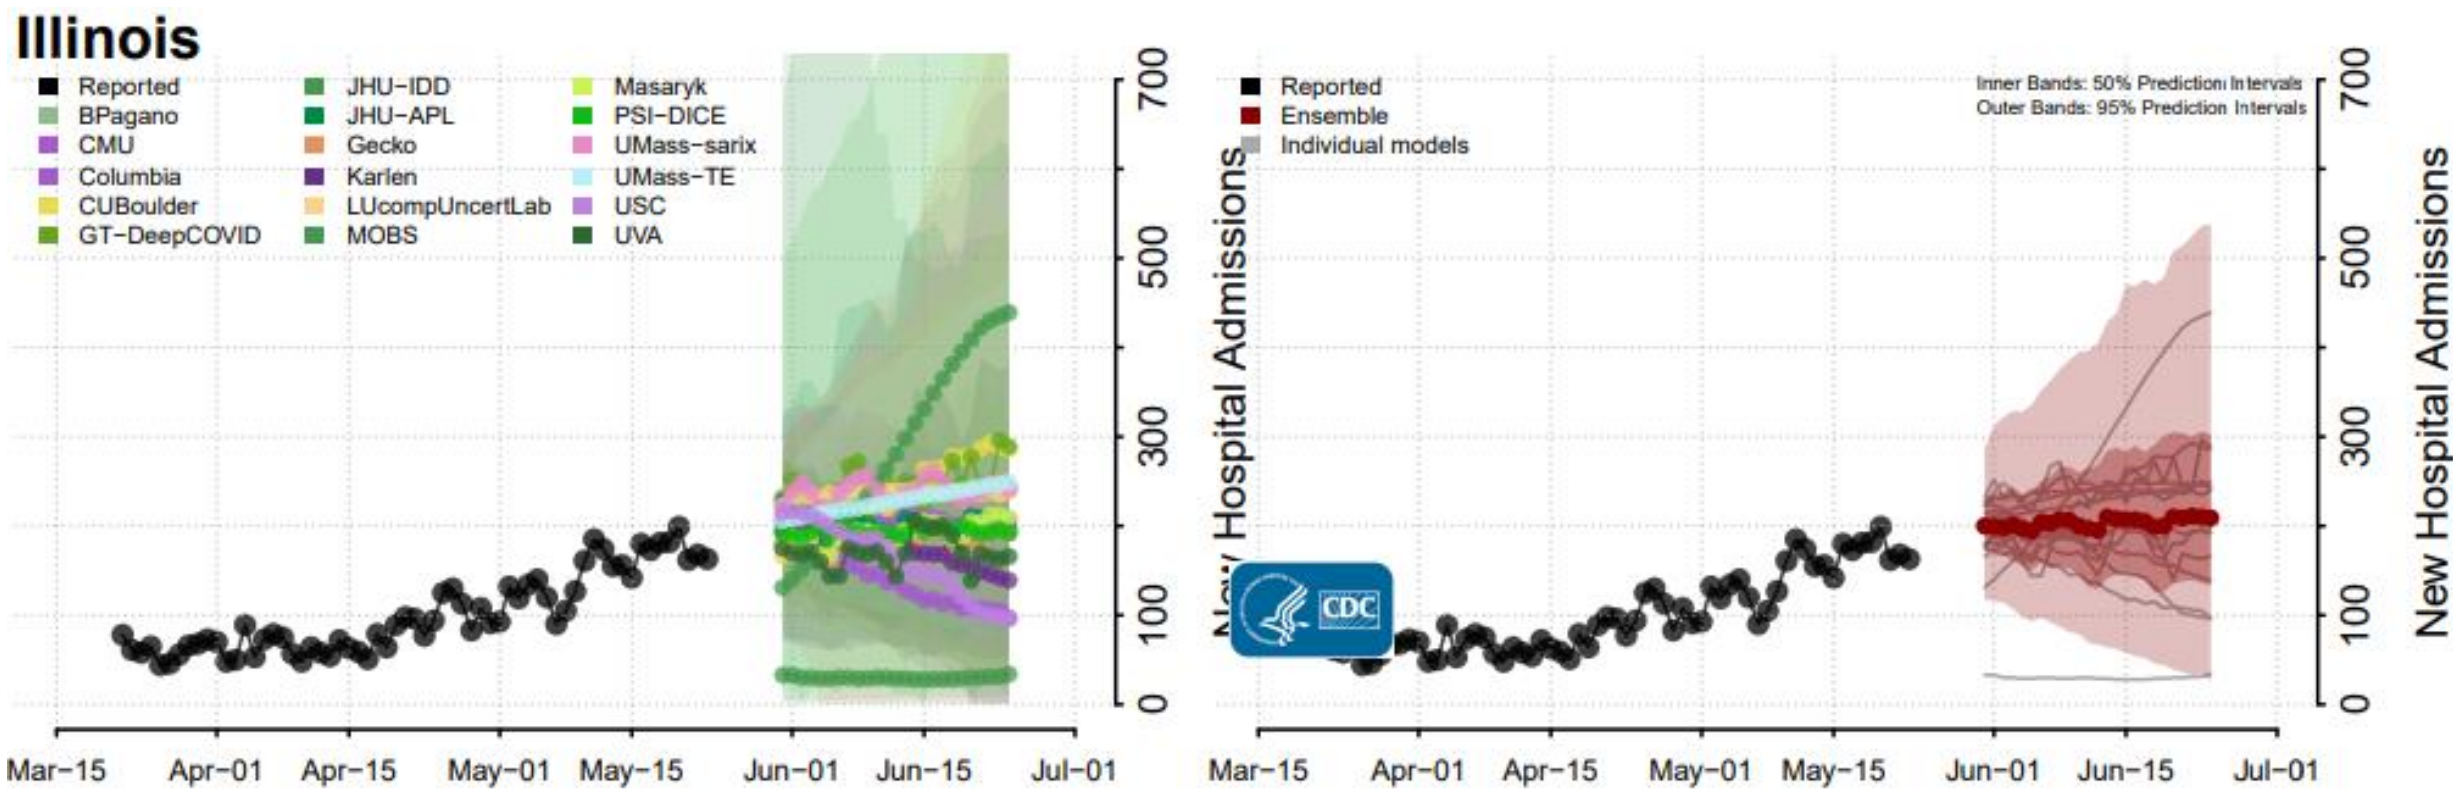 Illinois
Reported
BPagano
CMU
Columbia
CUBoulder
GT−DeepCOVID
JHU−IDD
JHU−APL
Gecko
Karlen
LUcompUncertLab
MOBS
Masaryk
PSI−DICE
UMass−sarix
UMass−TE
USC
UVA
700
500
300
100
0
New Hospital Admissions
Mar−15 Apr−01 Apr−15 May−01 May−15 Jun−01 Jun−15 Jul−01
Reported
Ensemble
Individual models
Inner Bands: 50% Prediction Intervals
Outer Bands: 95% Prediction Intervals
CDC
700
500
300
100
0
New Hospital Admissions
Mar−15 Apr−01 Apr−15 May−01 May−15 Jun−01 Jun−15 Jul−01